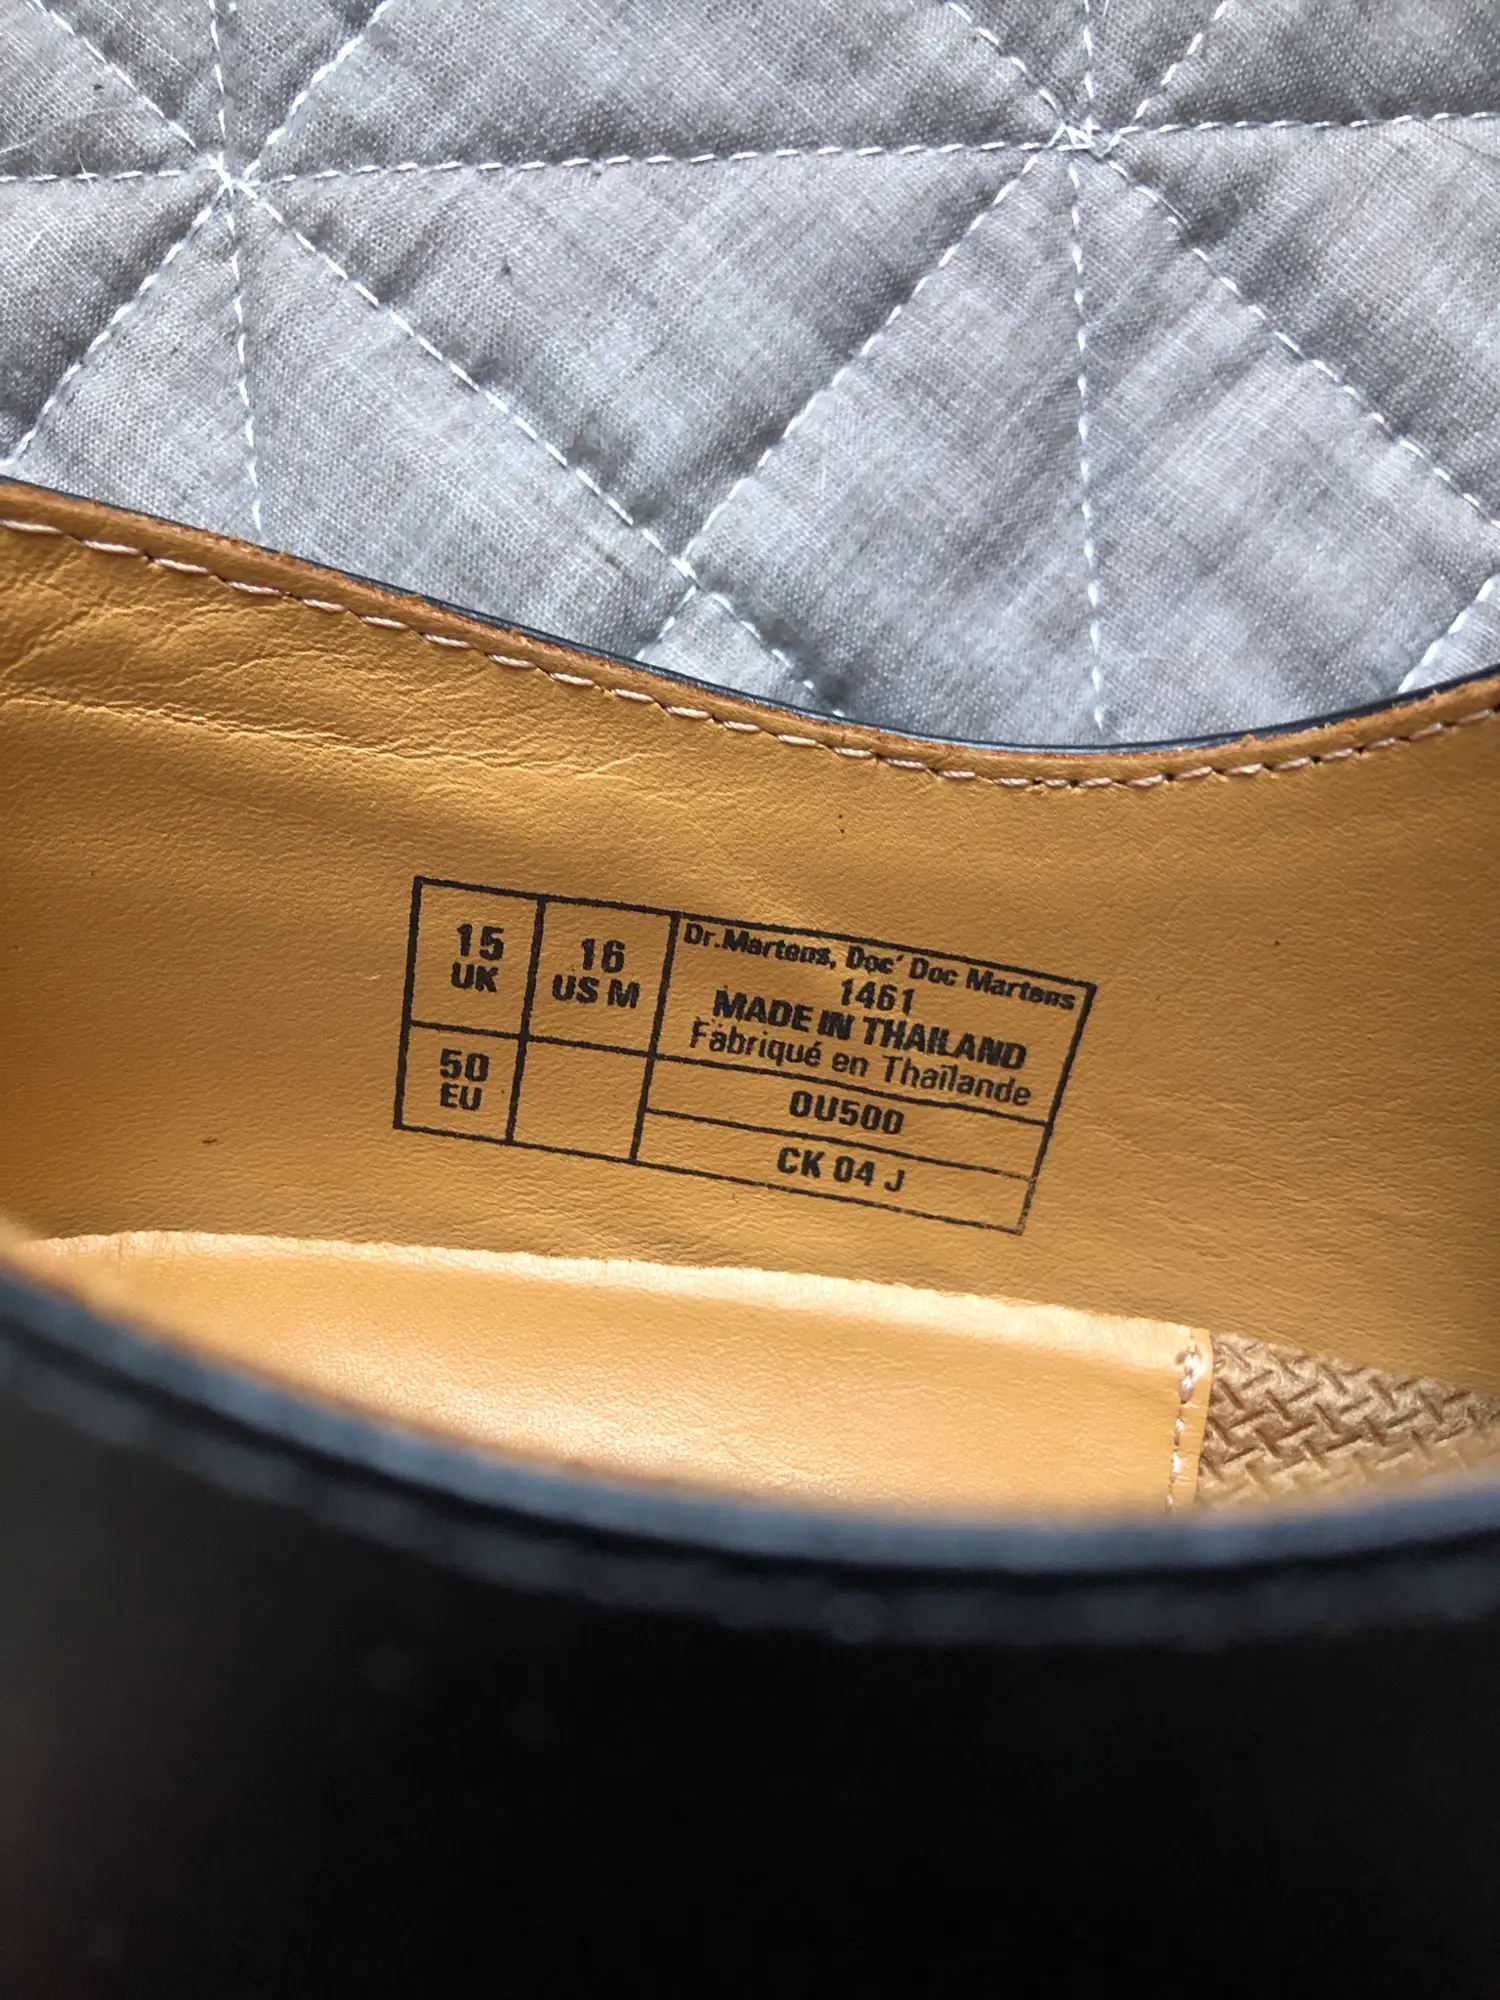 15
UK
16
US M
50
EU
Dr.Martens, Doc' Doc Martens
1461
MADE IN THAILAND
Fabriqué en Thaïlande
0U500
CK 04 J